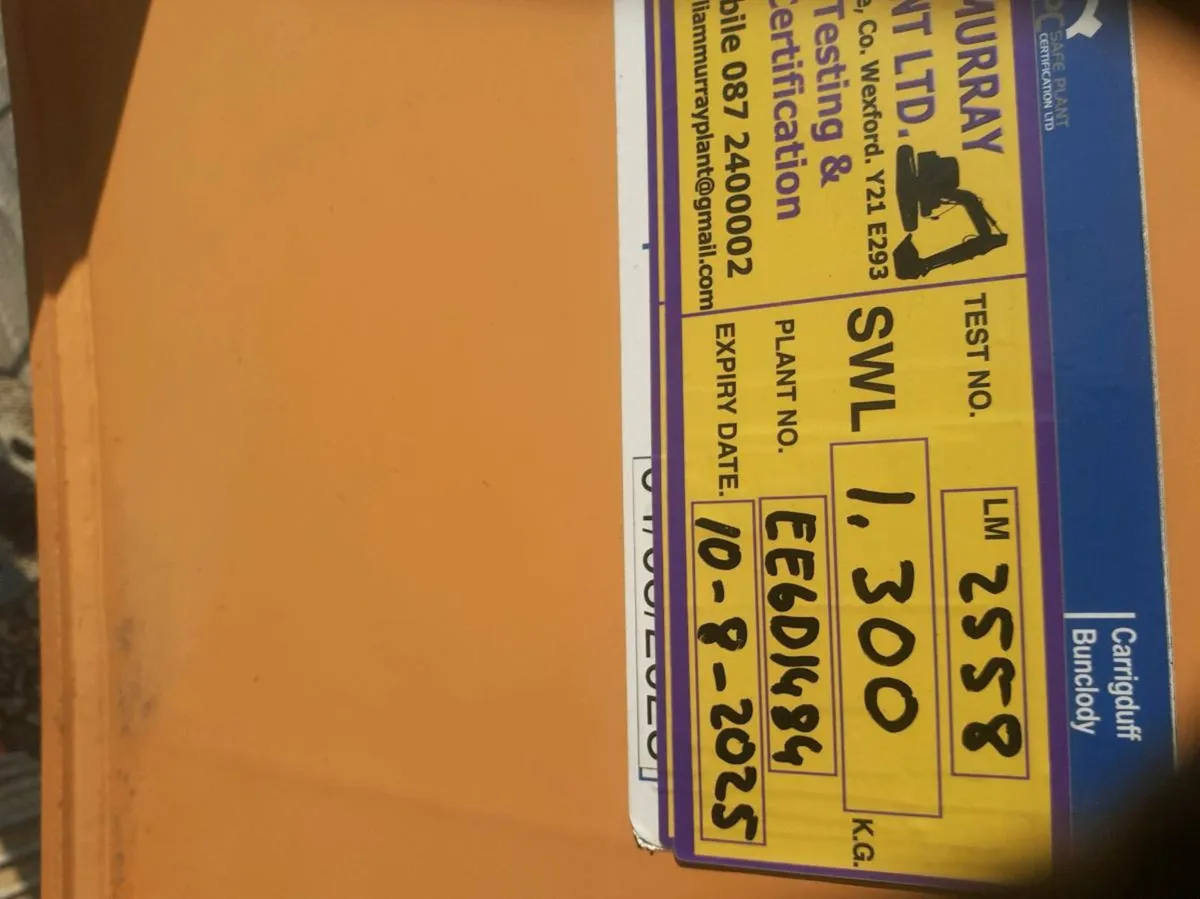 SAFE PLANT
CERTIFICATION LTD
Carrigduff
Bunclody
MURRAY
NT LTD.
, Co. Wexford. Y21 E293
Testing &
Certification
bile 087 2400002
liammurrayplant@gmail.com
TEST NO. LM 2558
SWL 1,300 K.G.
PLANT NO. EE6D1484
EXPIRY DATE. 10-8-2025